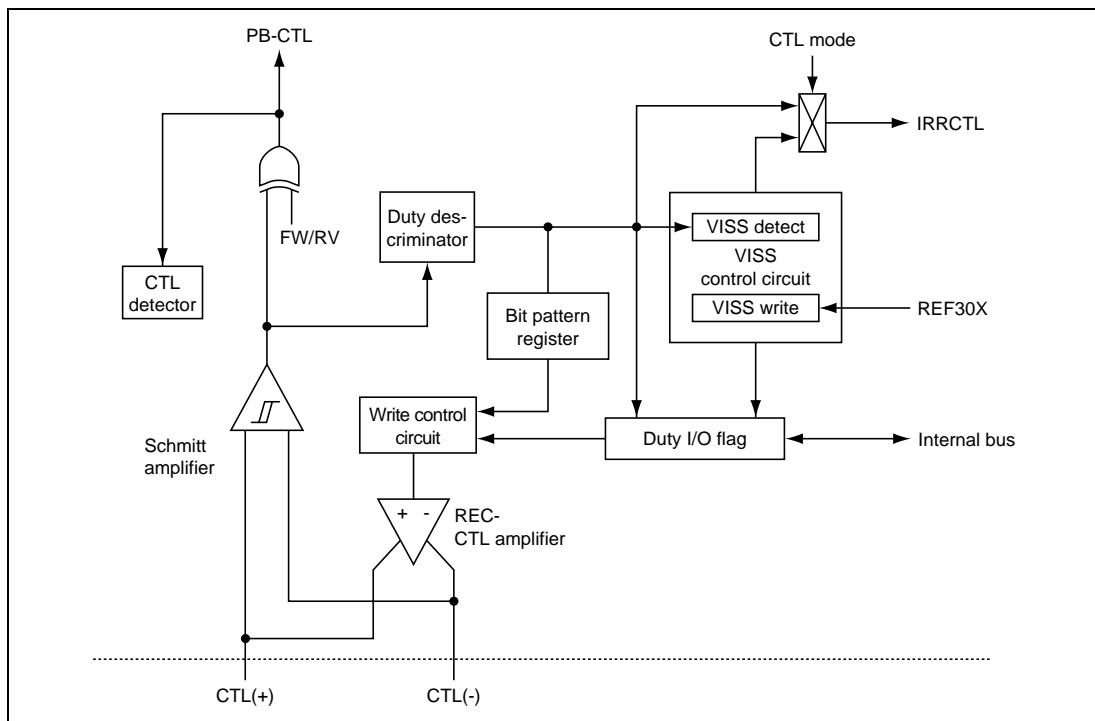 PB-CTL
CTL mode
IRRCTL
Duty des-
criminator
VISS detect
FW/RV
VISS
control circuit
CTL
detector
VISS write
REF30X
Bit pattern
register
Write control
circuit
Duty I/O flag
Internal bus
Schmitt
amplifier
+ -
REC-
CTL amplifier
CTL(+)
CTL(-)